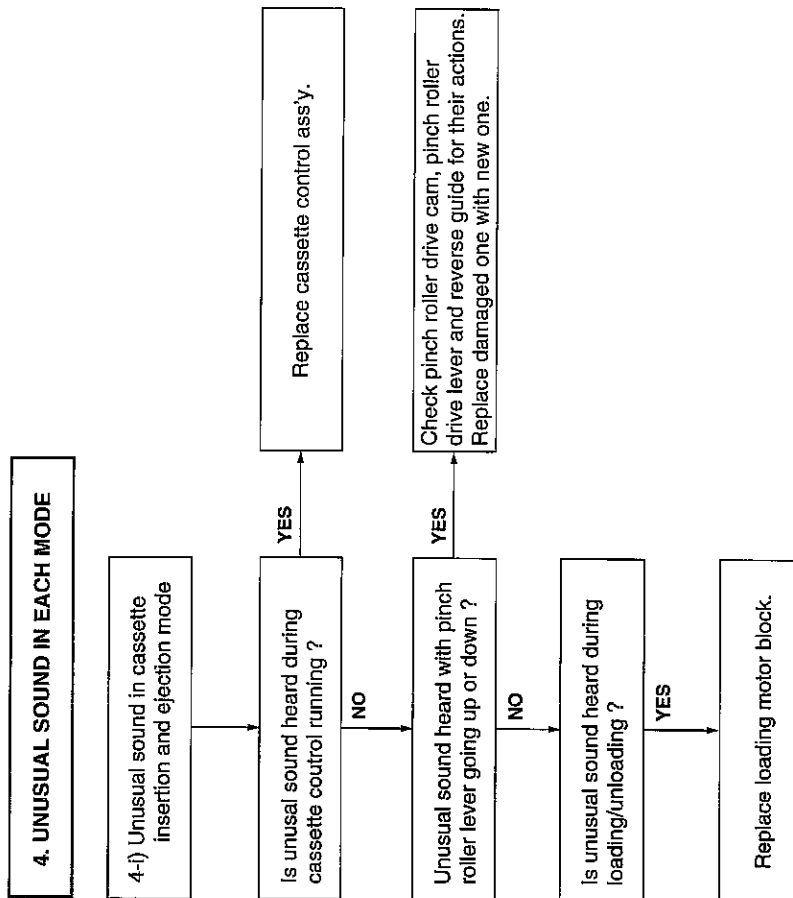 4. UNUSUAL SOUND IN EACH MODE
4-i) Unusual sound in cassette
insertion and ejection mode
Is unusal sound heard during
cassette coutrol running ?
YES
Replace cassette control ass'y.
NO
Unusual sound heard with pinch
roller lever going up or down ?
YES
Check pinch roller drive cam, pinch roller
drive lever and reverse guide for their actions.
Replace damaged one with new one.
NO
Is unusual sound heard during
loading/unloading ?
YES
Replace loading motor block.